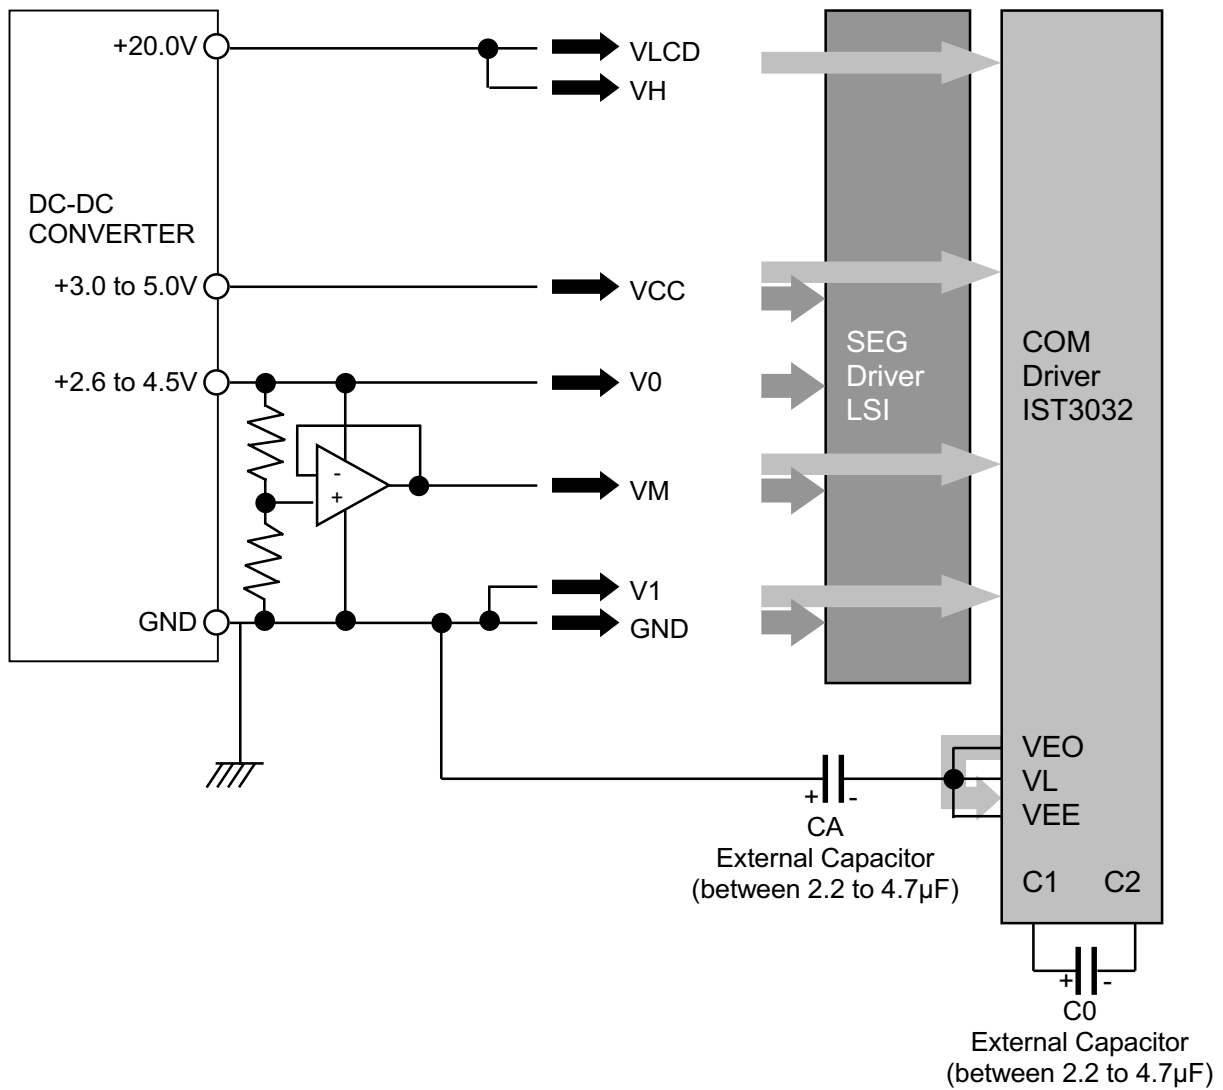 +20.0V
VLCD
VH
DC-DC
CONVERTER
+3.0 to 5.0V
VCC
+2.6 to 4.5V
V0
-
+
VM
V1
GND
GND
SEG
Driver
LSI
COM
Driver
IST3032
VEO
VL
VEE
+ -
CA
External Capacitor
(between 2.2 to 4.7µF)
C1 C2
+ -
C0
External Capacitor
(between 2.2 to 4.7µF)